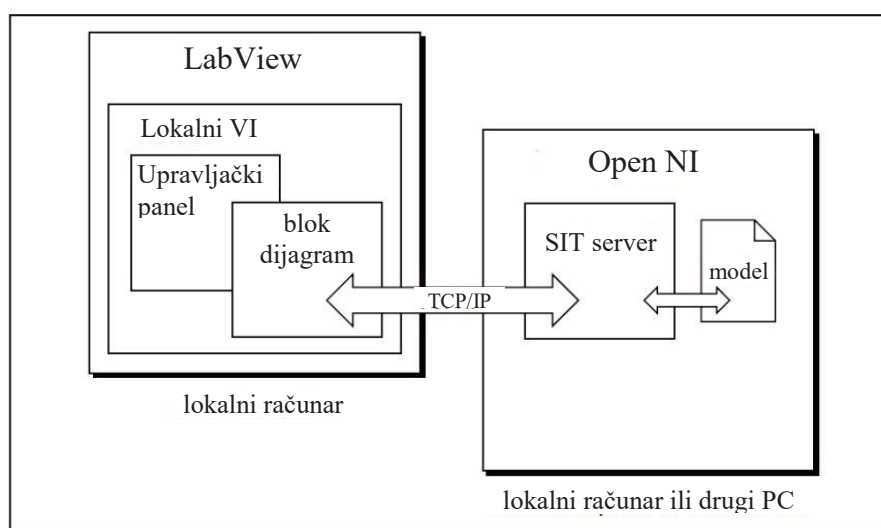 LabView
Lokalni VI
Upravljački
panel
blok
dijagram
TCP/IP
lokalni računar
Open NI
SIT server
model
lokalni računar ili drugi PC